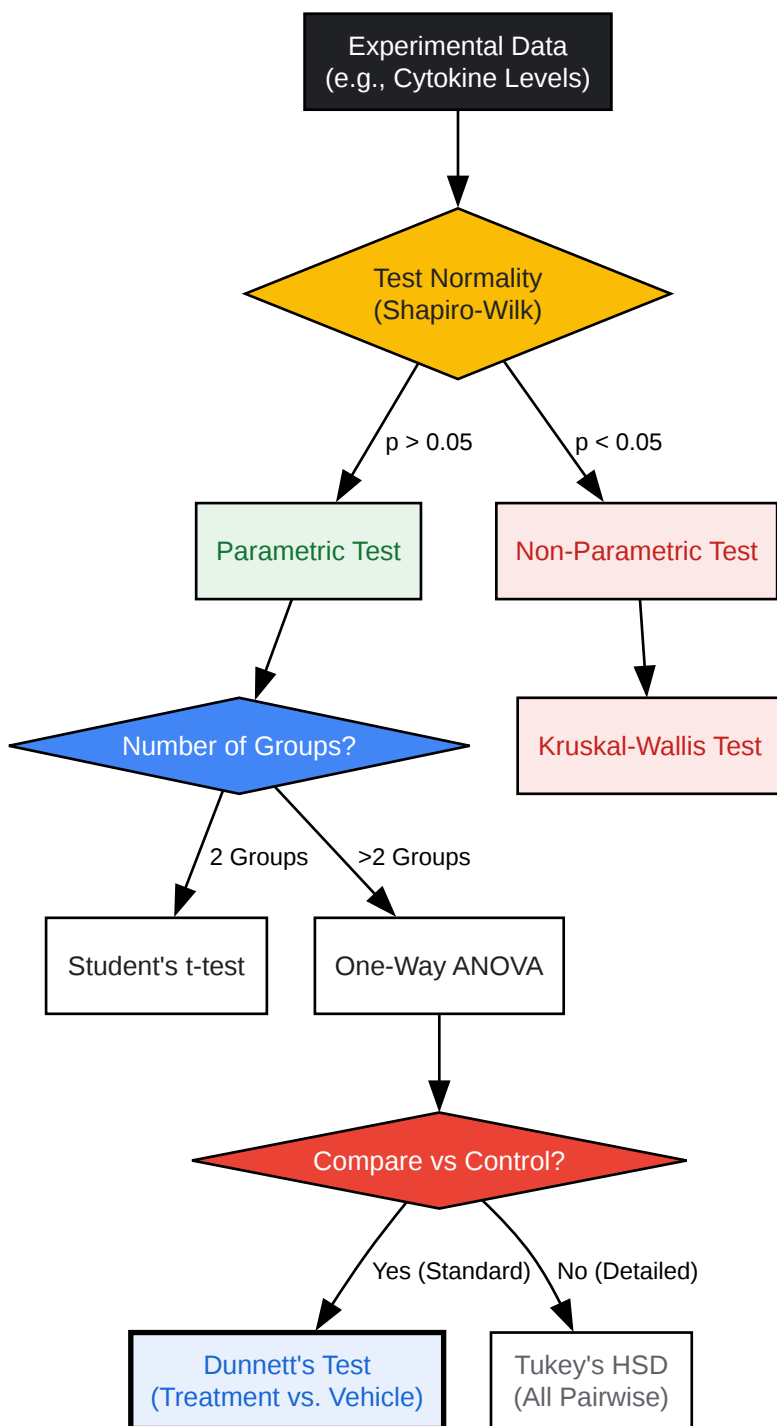 Experimental Data
(e.g., Cytokine Levels)
Test Normality
(Shapiro-Wilk)
p > 0.05
p < 0.05
Parametric Test
Non-Parametric Test
Number of Groups?
Kruskal-Wallis Test
2 Groups
>2 Groups
Student's t-test
One-Way ANOVA
Compare vs Control?
Yes (Standard)
No (Detailed)
Dunnett's Test
(Treatment vs. Vehicle)
Tukey's HSD
(All Pairwise)